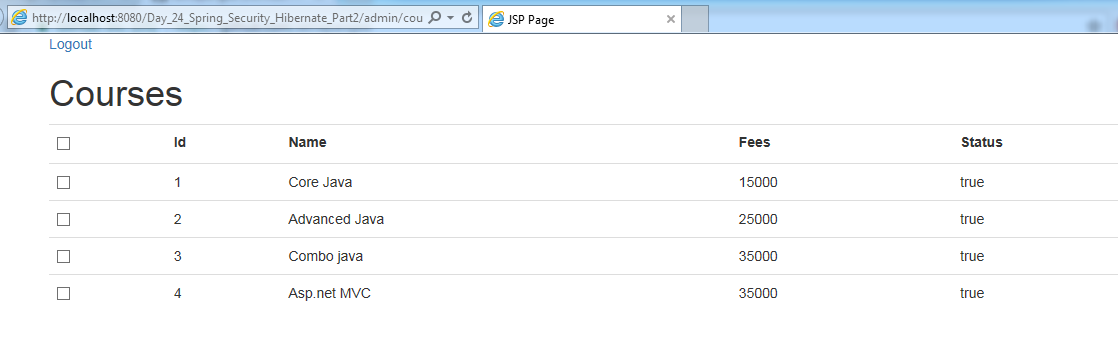 http://localhost:8080/Day_24_Spring_Security_Hibernate_Part2/admin/cou
JSP Page
Logout
Courses
Id Name Fees Status
1 Core Java 15000 true
2 Advanced Java 25000 true
3 Combo java 35000 true
4 Asp.net MVC 35000 true